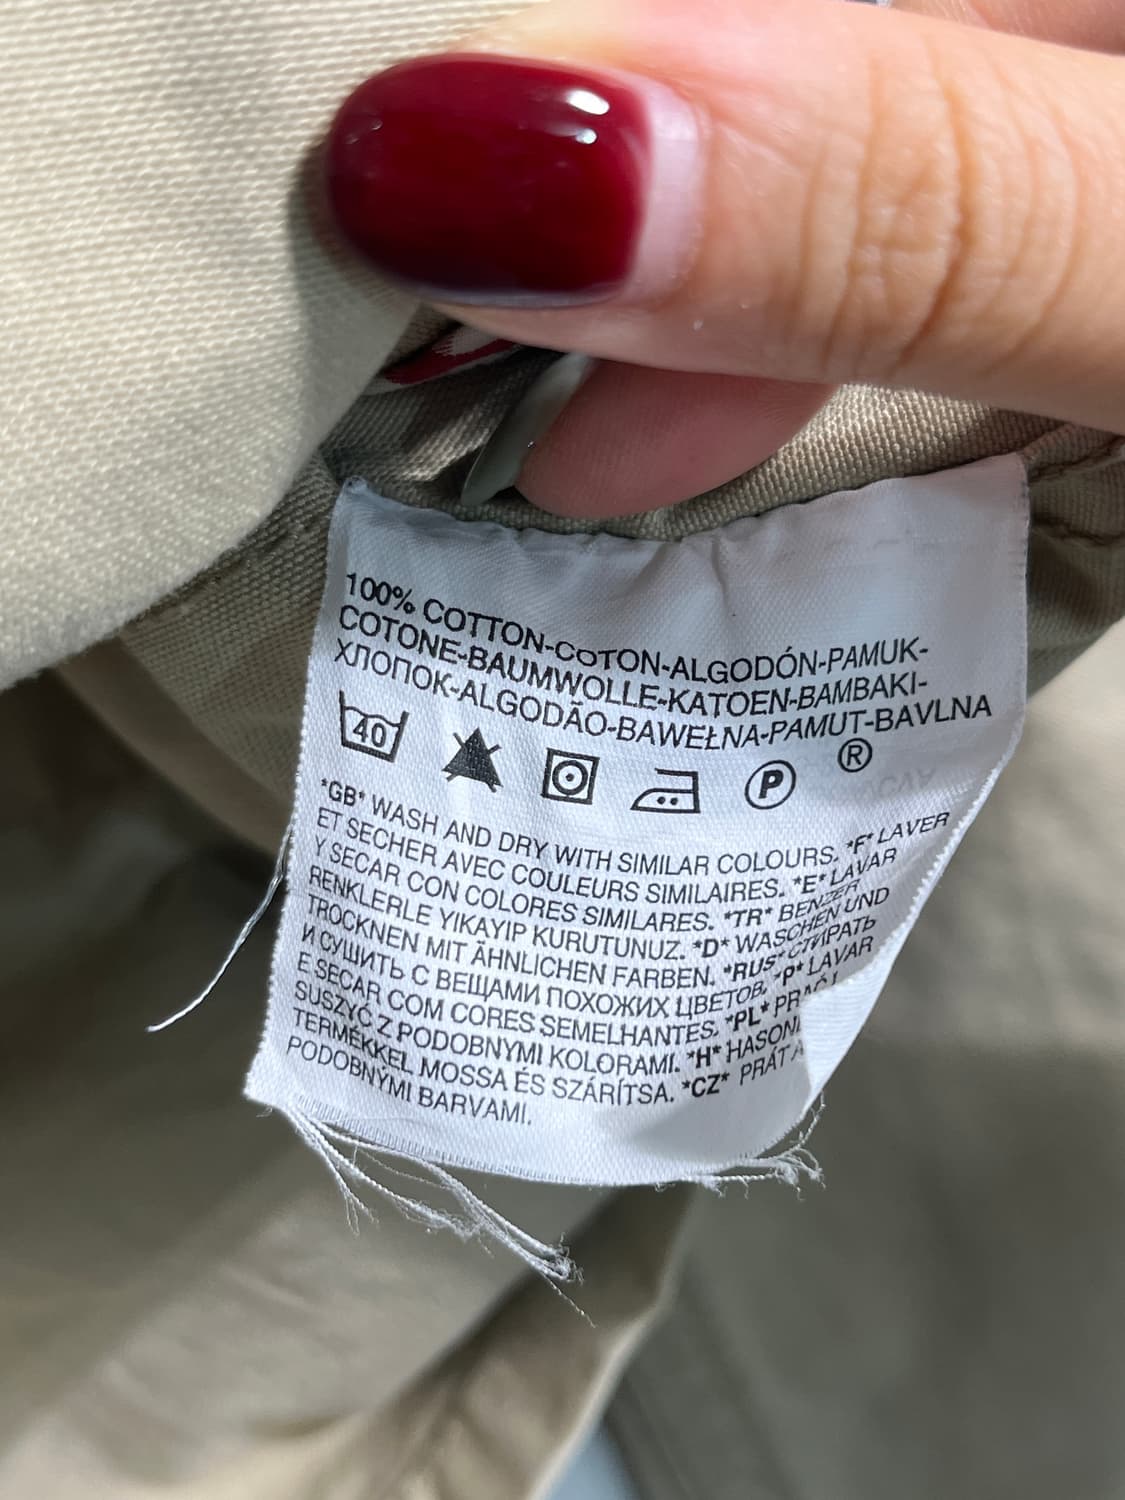 100% COTTON-COTON-ALGODÓN-PAMUK-
COTONE-BAUMWOLLE-KATOEN-BAMBAKI-
ХЛОПОК-ALGODÃO-BAWEŁNA-PAMUT-BAVLNA
40 P ®
*GB* WASH AND DRY WITH SIMILAR COLOURS. *F* LAVER
ET SECHER AVEC COULEURS SIMILAIRES. *E* LAVAR
Y SECAR CON COLORES SIMILARES. *TR* BENZER
RENKLERLE YIKAYIP KURUTUNUZ. *D* WASCHEN UND
TROCKNEN MIT ÄHNLICHEN FARBEN. *RUS* СТИРАТЬ
И СУШИТЬ С ВЕЩАМИ ПОХОЖИХ ЦВЕТОВ. *P* LAVAR
E SECAR COM CORES SEMELHANTES. *PL* PRAĆ I
SUSZYĆ Z PODOBNYMI KOLORAMI. *H*
TERMÉKKEL MOSSA ÉS SZÁRÍTSA. *CZ* PRÁT A
PODOBNÝMI BARVAMI.